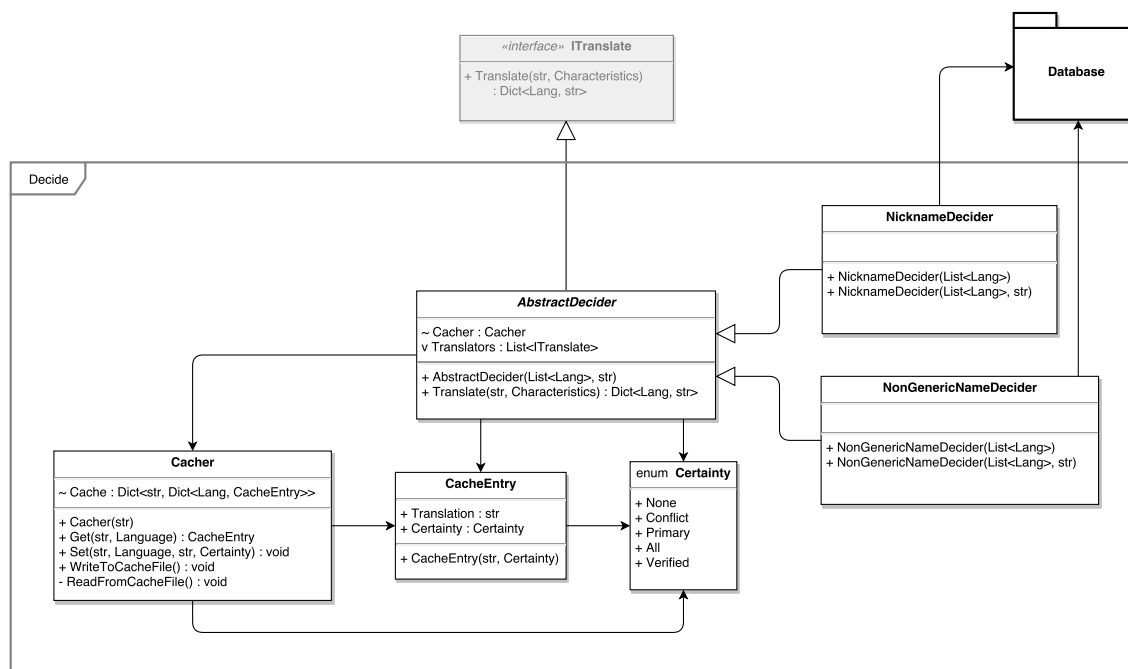 «interface» ITranslate
+ Translate(str, Characteristics)
: Dict<Lang, str>
Database
Decide
NicknameDecider
+ NicknameDecider(List<Lang>)
+ NicknameDecider(List<Lang>, str)
AbstractDecider
~ Cacher : Cacher
v Translators : List<ITranslate>
+ AbstractDecider(List<Lang>, str)
+ Translate(str, Characteristics) : Dict<Lang, str>
NonGenericNameDecider
+ NonGenericNameDecider(List<Lang>)
+ NonGenericNameDecider(List<Lang>, str)
Cacher
~ Cache : Dict<str, Dict<Lang, CacheEntry>>
+ Cacher(str)
+ Get(str, Language) : CacheEntry
+ Set(str, Language, str, Certainty) : void
+ WriteToCacheFile() : void
- ReadFromCacheFile() : void
CacheEntry
+ Translation : str
+ Certainty : Certainty
+ CacheEntry(str, Certainty)
enum Certainty
+ None
+ Conflict
+ Primary
+ All
+ Verified